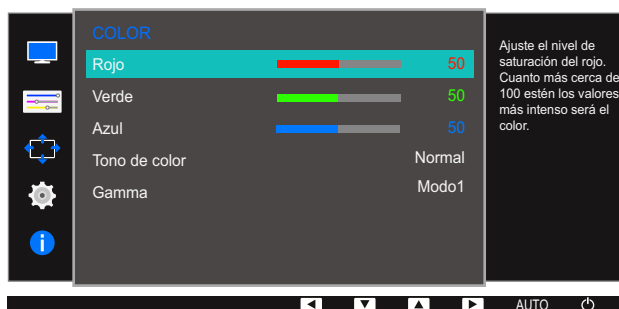 COLOR
Rojo 50
Verde 50
Azul 50
Tono de color Normal
Gamma Modo1
Ajuste el nivel de
saturación del rojo.
Cuanto más cerca de
100 estén los valores
más intenso será el
color.
AUTO